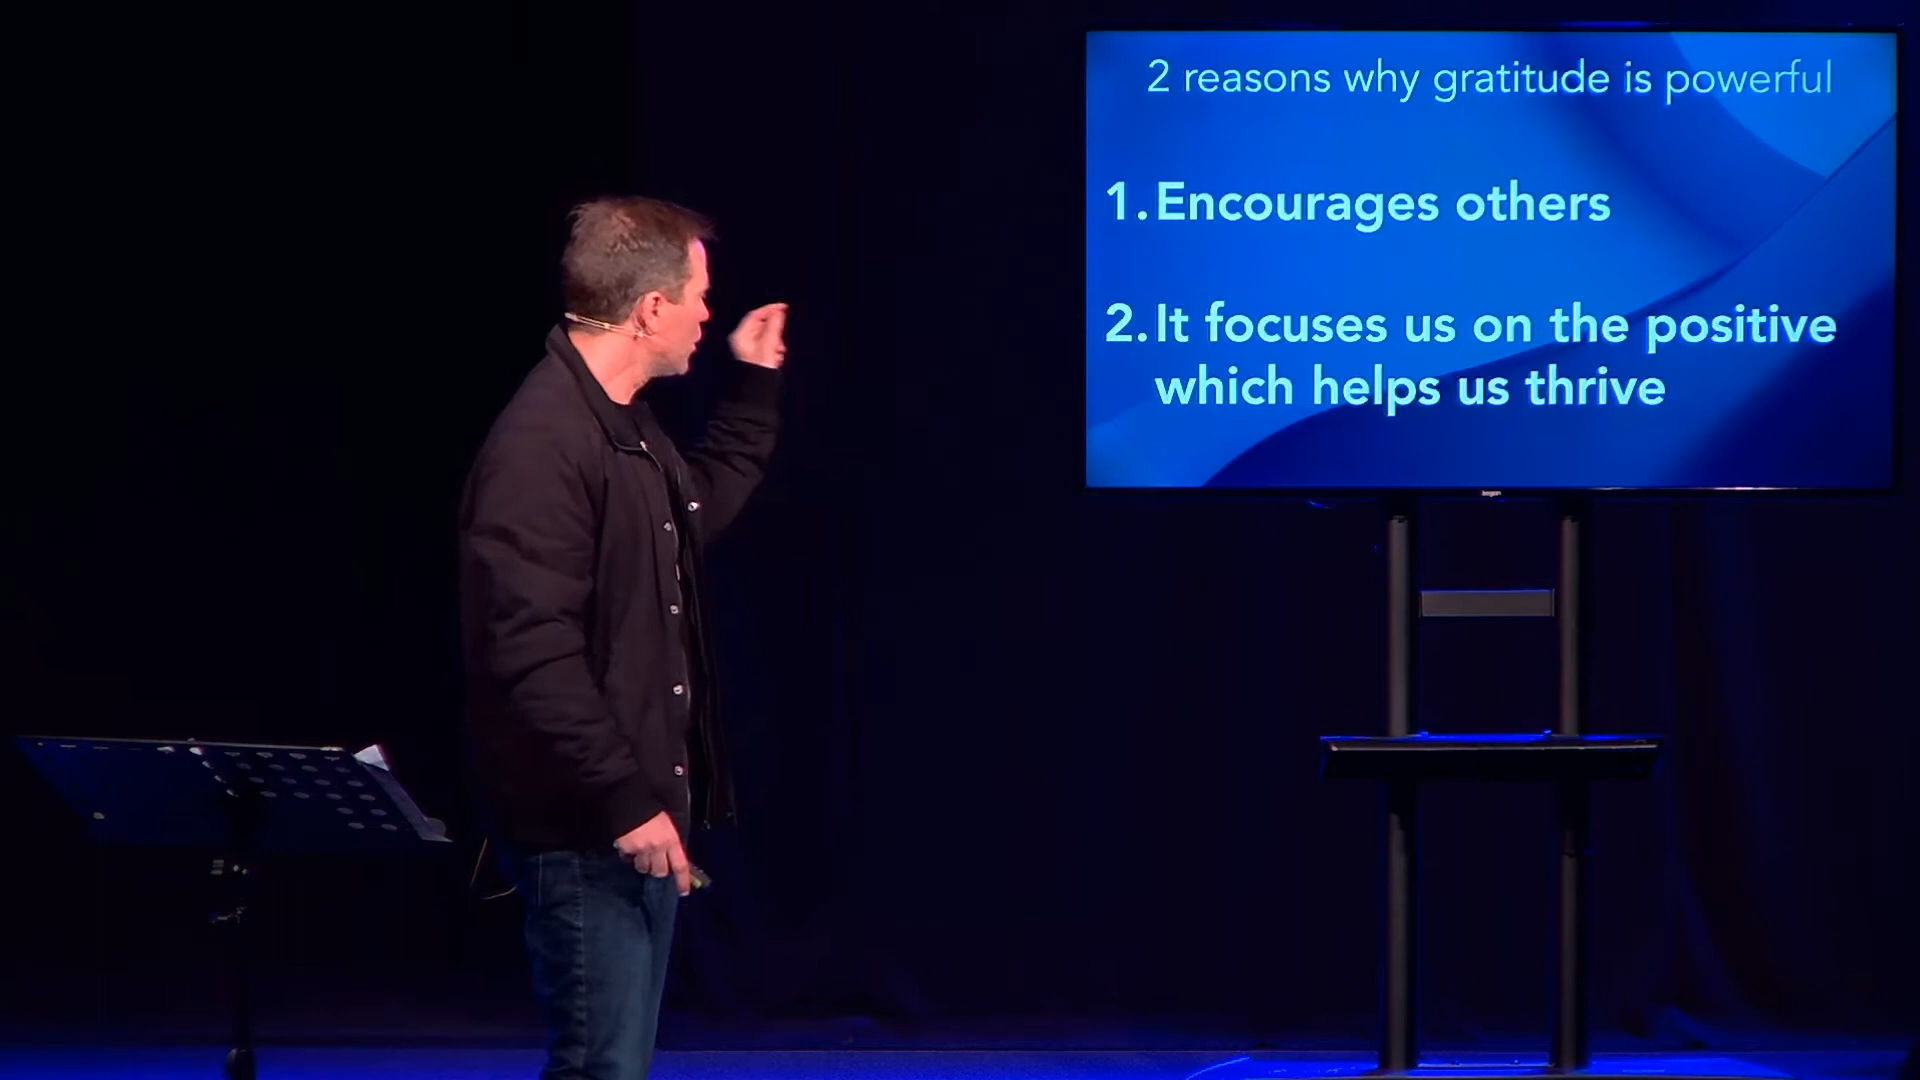 2 reasons why gratitude is powerful
1. Encourages others
2. It focuses us on the positive
which helps us thrive